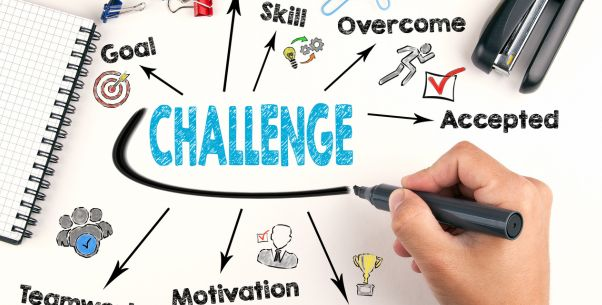 Skill
Overcome
Goal
CHALLENGE
Accepted
Motivation